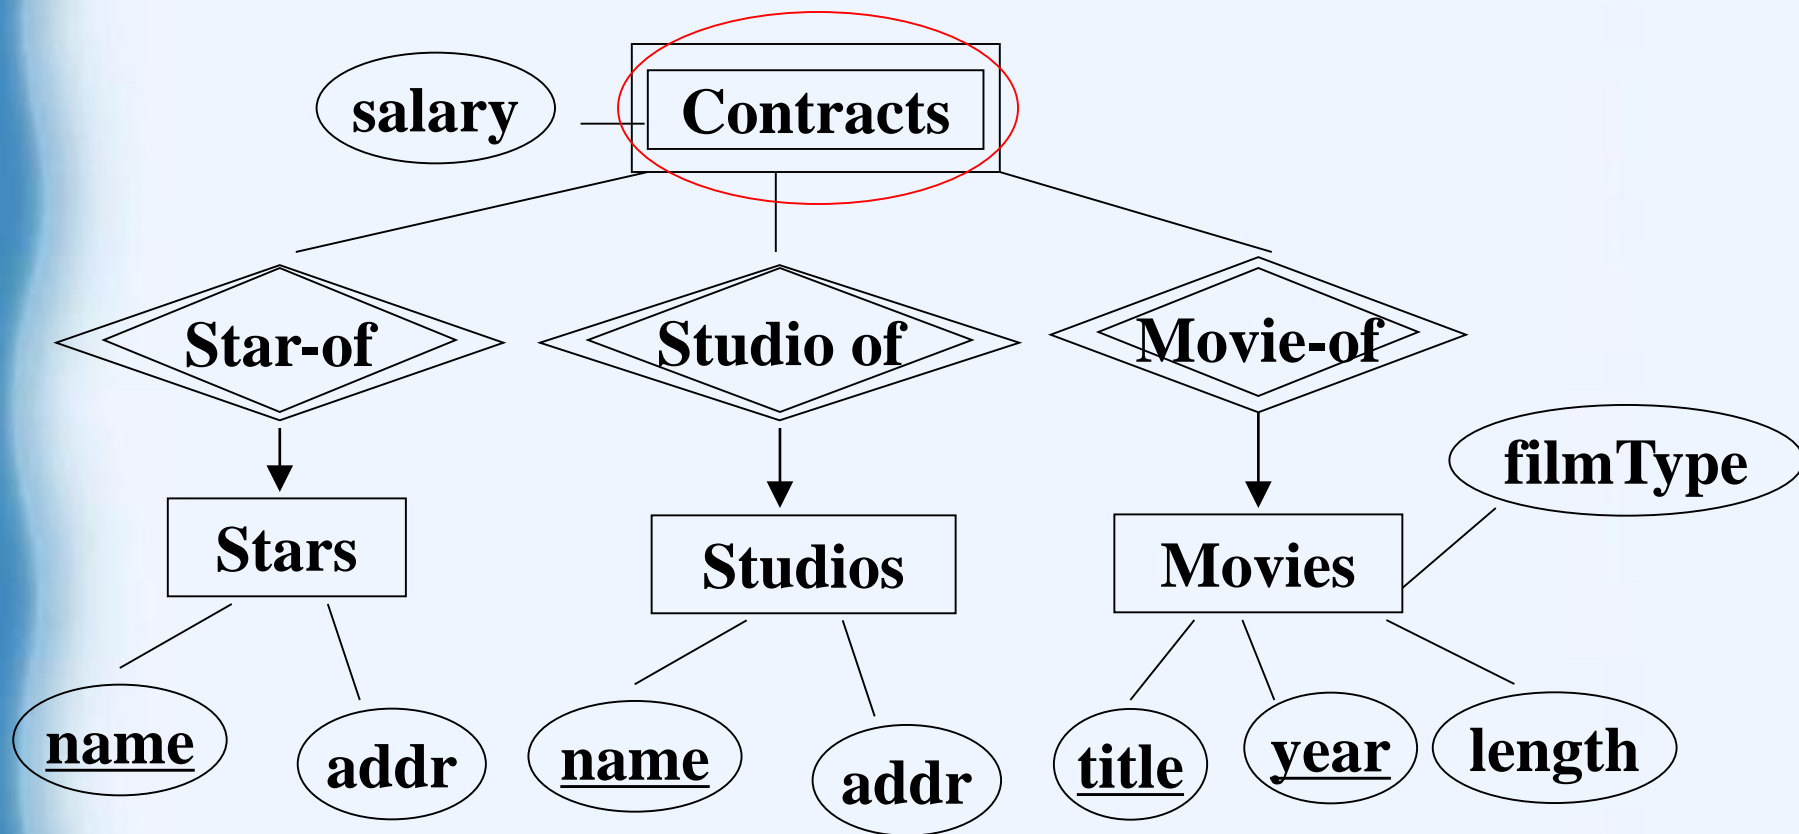 salary
Contracts
Star-of
Studio of
Movie-of
filmType
Stars
Studios
Movies
name
addr
name
addr
title
year
length